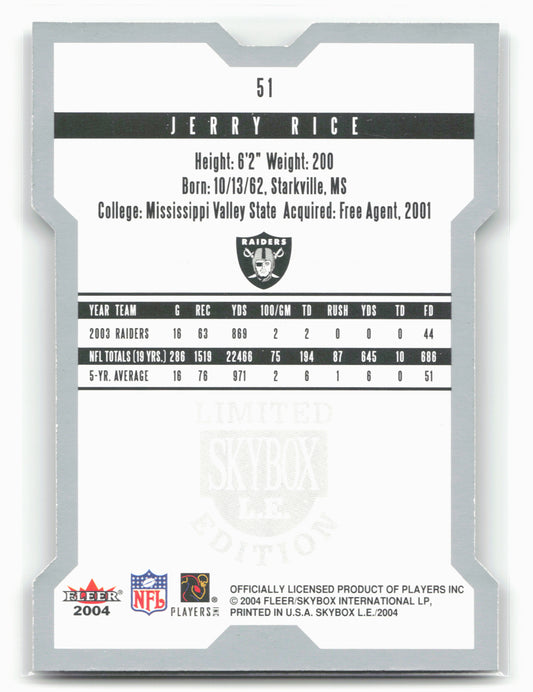 51
JERRY RICE
Height: 6'2" Weight: 200
Born: 10/13/62, Starkville, MS
College: Mississippi Valley State Acquired: Free Agent, 2001
RAIDERS
YEAR TEAM G REC YDS 100/GM TD RUSH YDS TD FD
2003 RAIDERS 16 63 869 2 2 0 0 0 44
NFL TOTALS (19 YRS.) 286 1519 22466 75 194 87 645 10 686
5-YR. AVERAGE 16 76 971 2 6 1 6 0 51
LIMITED
SKYBOX
L.E.
EDITION
FLEER
2004
NFL
PLAYERS INC
OFFICIALLY LICENSED PRODUCT OF PLAYERS INC
© 2004 FLEER/SKYBOX INTERNATIONAL LP,
PRINTED IN U.S.A. SKYBOX L.E./2004